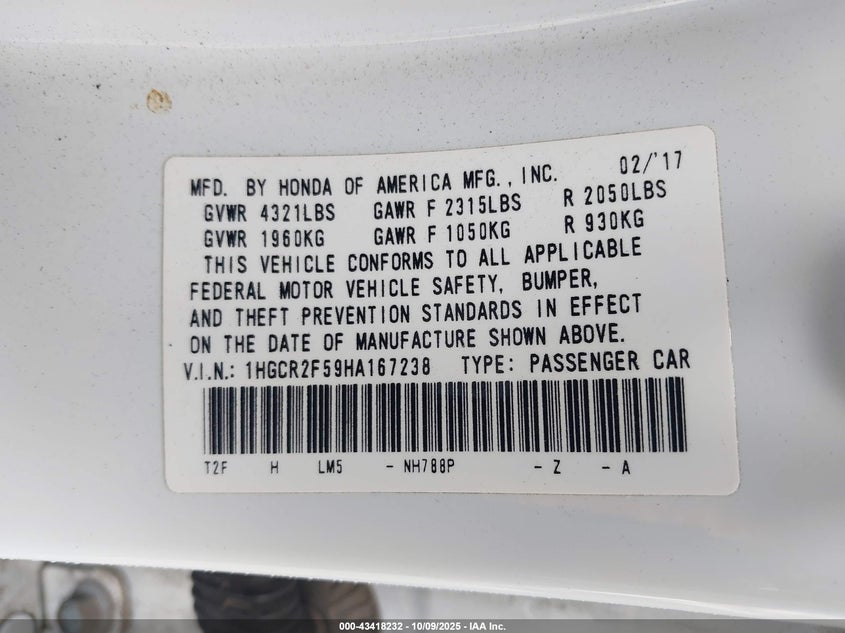 MFD. BY HONDA OF AMERICA MFG., INC. 02/'17
GVWR 4321LBS GAWR F 2315LBS R 2050LBS
GVWR 1960KG GAWR F 1050KG R 930KG
THIS VEHICLE CONFORMS TO ALL APPLICABLE
FEDERAL MOTOR VEHICLE SAFETY, BUMPER,
AND THEFT PREVENTION STANDARDS IN EFFECT
ON THE DATE OF MANUFACTURE SHOWN ABOVE.
V.I.N.: 1HGCR2F59HA167238 TYPE: PASSENGER CAR
T2F H LM5 - NH788P - Z - A
000-43418232 - 10/09/2025 - IAA Inc.